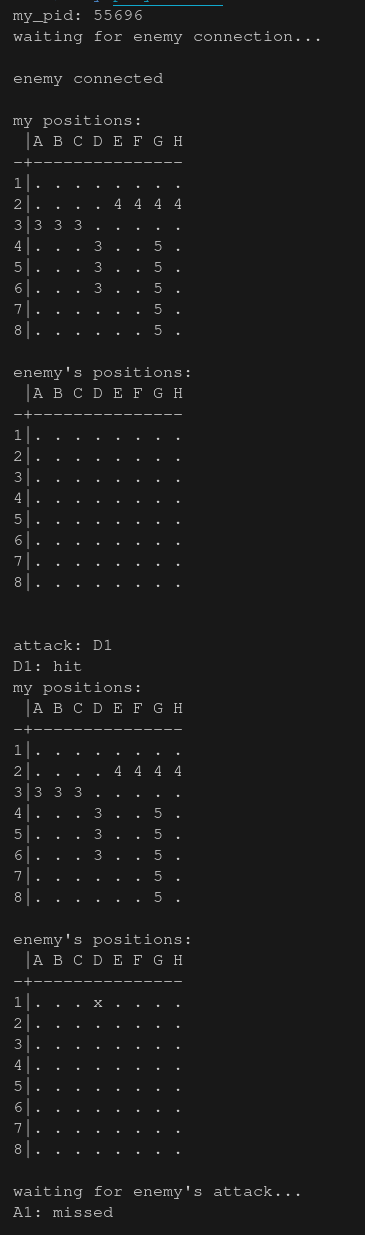 my_pid: 55696
waiting for enemy connection...
enemy connected
my positions:
 |A B C D E F G H
-+---------------
1|. . . . . . . .
2|. . . . 4 4 4 4
3|3 3 3 . . . . .
4|. . . 3 . . 5 .
5|. . . 3 . . 5 .
6|. . . 3 . . 5 .
7|. . . . . . 5 .
8|. . . . . . 5 .
enemy's positions:
 |A B C D E F G H
-+---------------
1|. . . . . . . .
2|. . . . . . . .
3|. . . . . . . .
4|. . . . . . . .
5|. . . . . . . .
6|. . . . . . . .
7|. . . . . . . .
8|. . . . . . . .
attack: D1
D1: hit
my positions:
 |A B C D E F G H
-+---------------
1|. . . . . . . .
2|. . . . 4 4 4 4
3|3 3 3 . . . . .
4|. . . 3 . . 5 .
5|. . . 3 . . 5 .
6|. . . 3 . . 5 .
7|. . . . . . 5 .
8|. . . . . . 5 .
enemy's positions:
 |A B C D E F G H
-+---------------
1|. . . x . . . .
2|. . . . . . . .
3|. . . . . . . .
4|. . . . . . . .
5|. . . . . . . .
6|. . . . . . . .
7|. . . . . . . .
8|. . . . . . . .
waiting for enemy's attack...
A1: missed